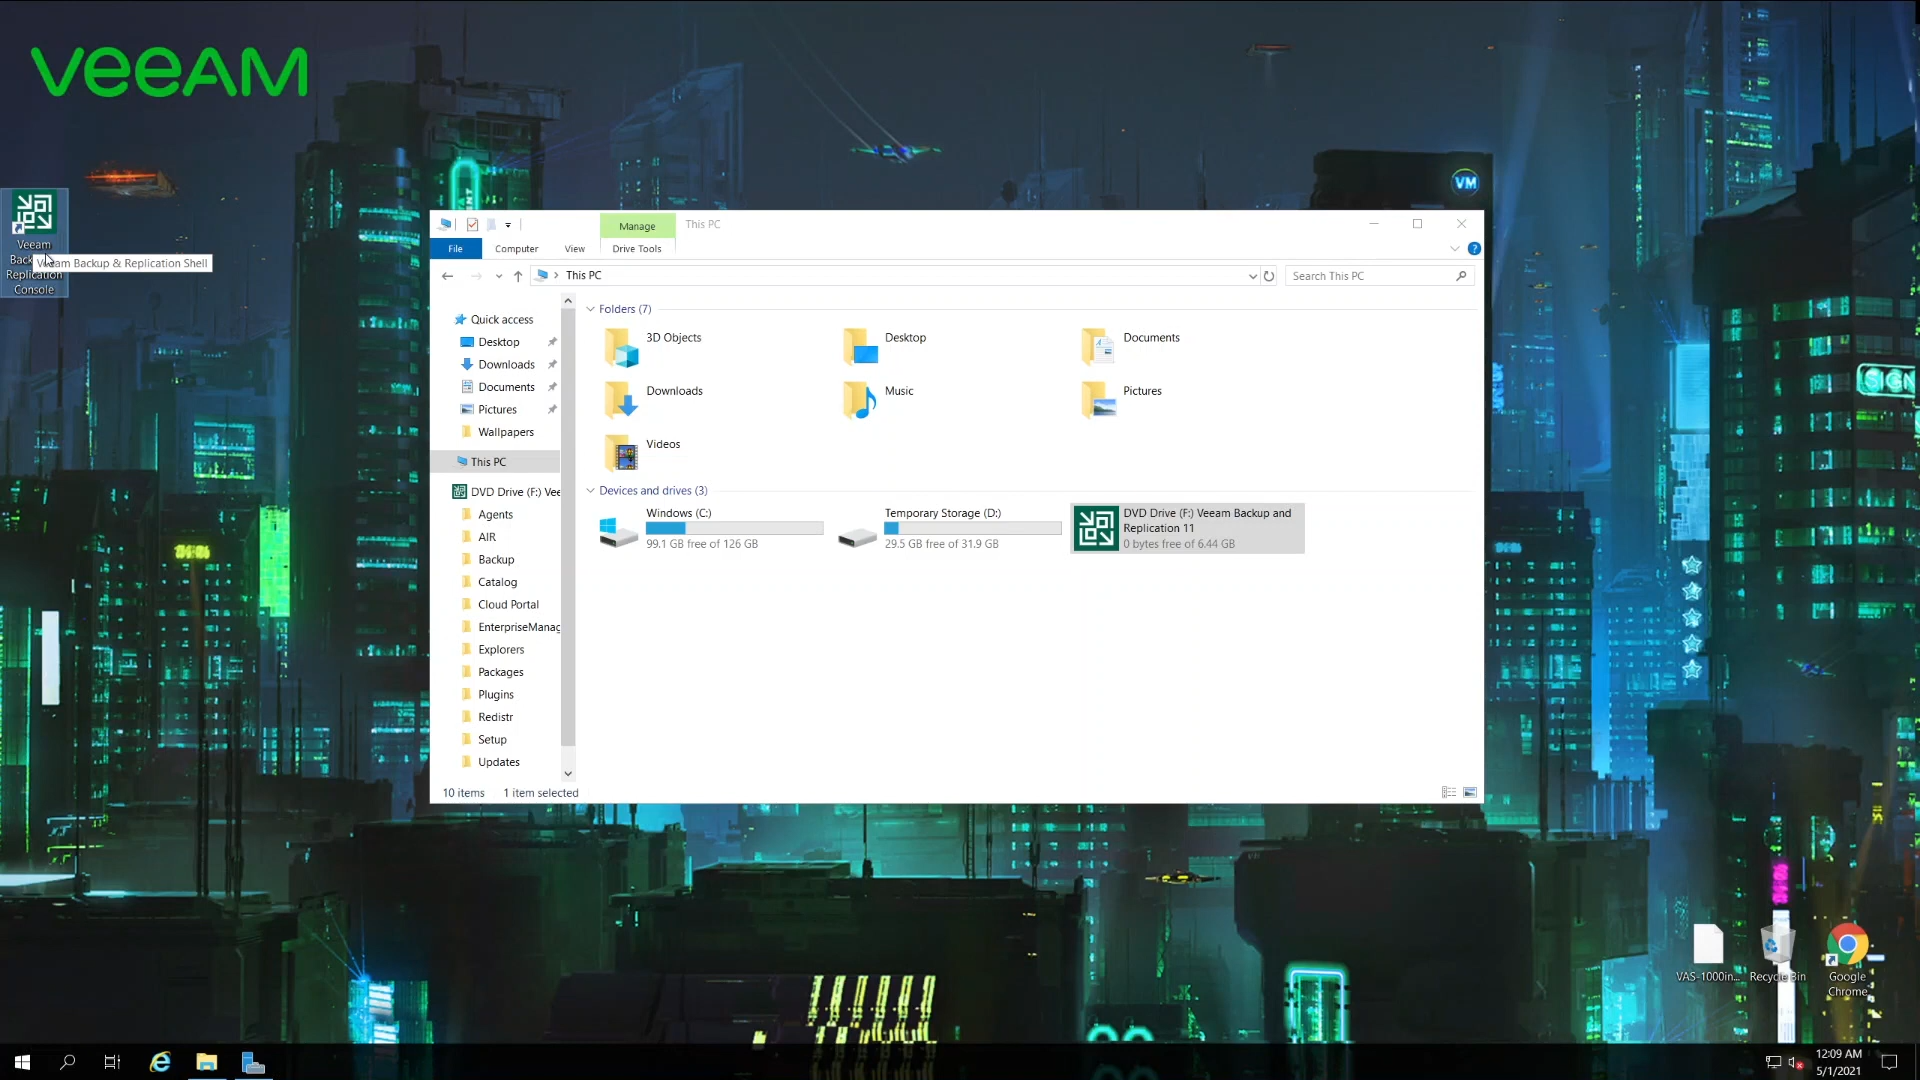 veeAM
VM
Veeam
Replication
Console
Veeam Backup & Replication Shell
Manage
This PC
File
Computer
View
Drive Tools
This PC
Search This PC
Quick access
Desktop
Downloads
Documents
Pictures
Wallpapers
This PC
DVD Drive (F:) Vee
Agents
AIR
Backup
Catalog
Cloud Portal
EnterpriseManag
Explorers
Packages
Plugins
Redistr
Setup
Updates
Folders (7)
3D Objects
Desktop
Documents
Downloads
Music
Pictures
Videos
Devices and drives (3)
Windows (C:)
99.1 GB free of 126 GB
Temporary Storage (D:)
29.5 GB free of 31.9 GB
DVD Drive (F:) Veeam Backup and
Replication 11
0 bytes free of 6.44 GB
10 items
1 item selected
SIGN
VAS-1000in...
Recycle Bin
Google
Chrome
12:09 AM
5/1/2021